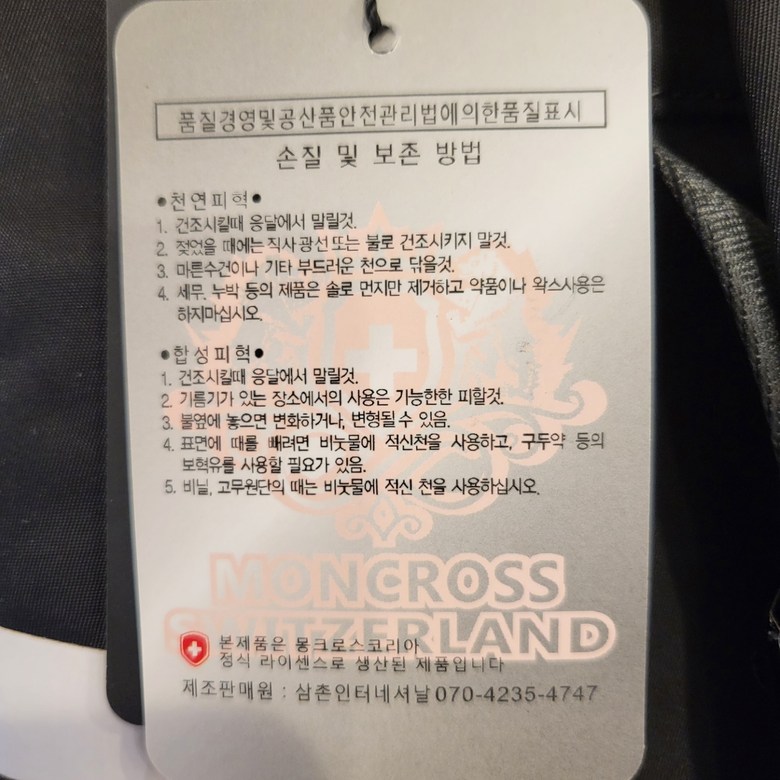 품질경영및공산품안전관리법에의한품질표시
손질 및 보존 방법
●천연피혁●
1. 건조시킬때 응달에서 말릴것.
2. 젖었을 때에는 직사 광선 또는 불로 건조시키지 말것.
3. 마른수건이나 기타 부드러운 천으로 닦을것.
4. 세무, 누박 등의 제품은 솔로 먼지만 제거하고 약품이나 왁스사용은
하지마십시오.
●합성피혁●
1. 건조시킬때 응달에서 말릴것.
2. 기름기가 있는 장소에서의 사용은 가능한한 피할것.
3. 불옆에 놓으면 변화하거나, 변형될 수 있음.
4. 표면에 때를 빼려면 비눗물에 적신천을 사용하고, 구두약 등의
보혁유를 사용할 필요가 있음.
5. 비닐, 고무원단의 때는 비눗물에 적신 천을 사용하십시오.
MONCROSS
SWITZERLAND
본제품은 몽크로스코리아
정식 라이센스로 생산된 제품입니다
제조판매원 : 삼촌인터네셔날 070-4235-4747